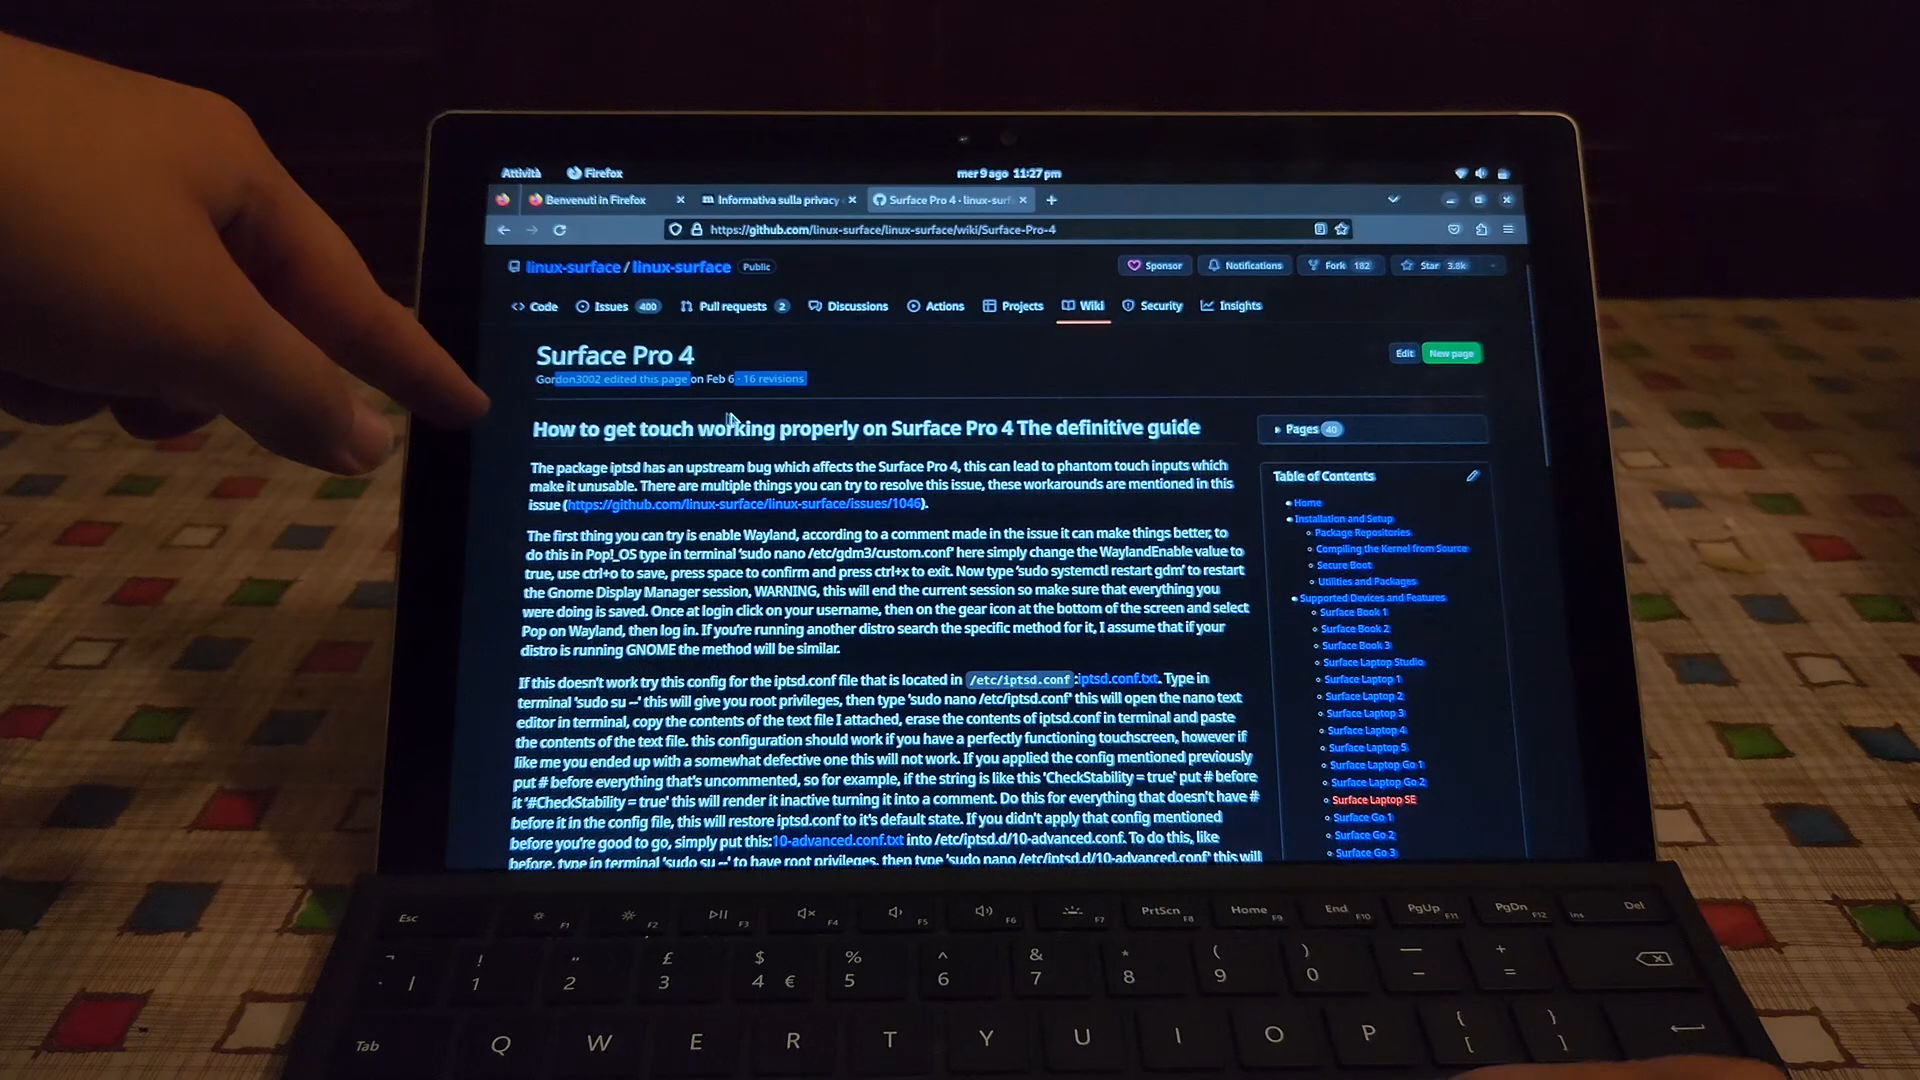 Attività Firefox mer 9 ago 11:27 pm
Benvenuti in Firefox Informativa sulla privacy Surface Pro 4 · linux-surf
https://github.com/linux-surface/linux-surface/wiki/Surface-Pro-4
linux-surface / linux-surface Public Sponsor Notifications Fork 182 Star 3.8k
Code Issues 400 Pull requests 2 Discussions Actions Projects Wiki Security Insights
Surface Pro 4 Edit New page
Gordon3002 edited this page on Feb 6 · 16 revisions
How to get touch working properly on Surface Pro 4 The definitive guide
The package iptsd has an upstream bug which affects the Surface Pro 4, this can lead to phantom touch inputs which
make it unusable. There are multiple things you can try to resolve this issue, these workarounds are mentioned in this
issue (https://github.com/linux-surface/linux-surface/issues/1046).
The first thing you can try is enable Wayland, according to a comment made in the issue it can make things better, to
do this in Pop!_OS type in terminal 'sudo nano /etc/gdm3/custom.conf' here simply change the WaylandEnable value to
true, use ctrl+o to save, press space to confirm and press ctrl+x to exit. Now type 'sudo systemctl restart gdm' to restart
the Gnome Display Manager session, WARNING, this will end the current session so make sure that everything you
were doing is saved. Once at login click on your username, then on the gear icon at the bottom of the screen and select
Pop on Wayland, then log in. If you're running another distro search the specific method for it, I assume that if your
distro is running GNOME the method will be similar.
If this doesn't work try this config for the iptsd.conf file that is located in /etc/iptsd.conf :iptsd.conf.txt. Type in
terminal 'sudo su --' this will give you root privileges, then type 'sudo nano /etc/iptsd.conf' this will open the nano text
editor in terminal, copy the contents of the text file I attached, erase the contents of iptsd.conf in terminal and paste
the contents of the text file. this configuration should work if you have a perfectly functioning touchscreen, however if
like me you ended up with a somewhat defective one this will not work. If you applied the config mentioned previously
put # before everything that's uncommented, so for example, if the string is like this 'CheckStability = true' put # before
it '#CheckStability = true' this will render it inactive turning it into a comment. Do this for everything that doesn't have #
before it in the config file, this will restore iptsd.conf to it's default state. If you didn't apply that config mentioned
before you're good to go, simply put this:10-advanced.conf.txt into /etc/iptsd.d/10-advanced.conf. To do this, like
before, type in terminal 'sudo su --' to have root privileges, then type 'sudo nano /etc/iptsd.d/10-advanced.conf' this will
Pages 40
Table of Contents
Home
Installation and Setup
Package Repositories
Compiling the Kernel from Source
Secure Boot
Utilities and Packages
Supported Devices and Features
Surface Book 1
Surface Book 2
Surface Book 3
Surface Laptop Studio
Surface Laptop 1
Surface Laptop 2
Surface Laptop 3
Surface Laptop 4
Surface Laptop 5
Surface Laptop Go 1
Surface Laptop Go 2
Surface Laptop SE
Surface Go 1
Surface Go 2
Surface Go 3
Esc F1 F2 F3 F4 F5 F6 F7 PrtScn F8 Home F9 End F10 PgUp F11 PgDn F12 Ins Del
¬ ! " £ $ % ^ & * ( ) — +
| 1 2 3 4 € 5 6 7 8 9 0 - =
Tab Q W E R T Y U I O P { [ } ]